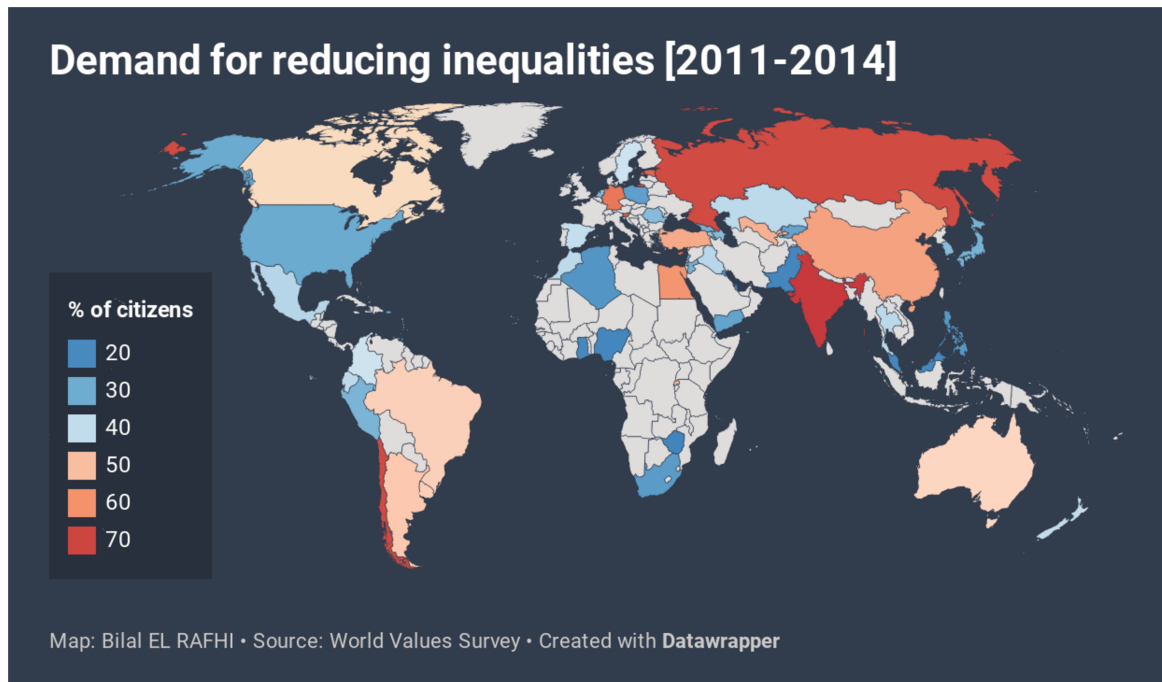 Demand for reducing inequalities [2011-2014]
% of citizens
20
30
40
50
60
70
Map: Bilal EL RAFHI • Source: World Values Survey • Created with Datawrapper